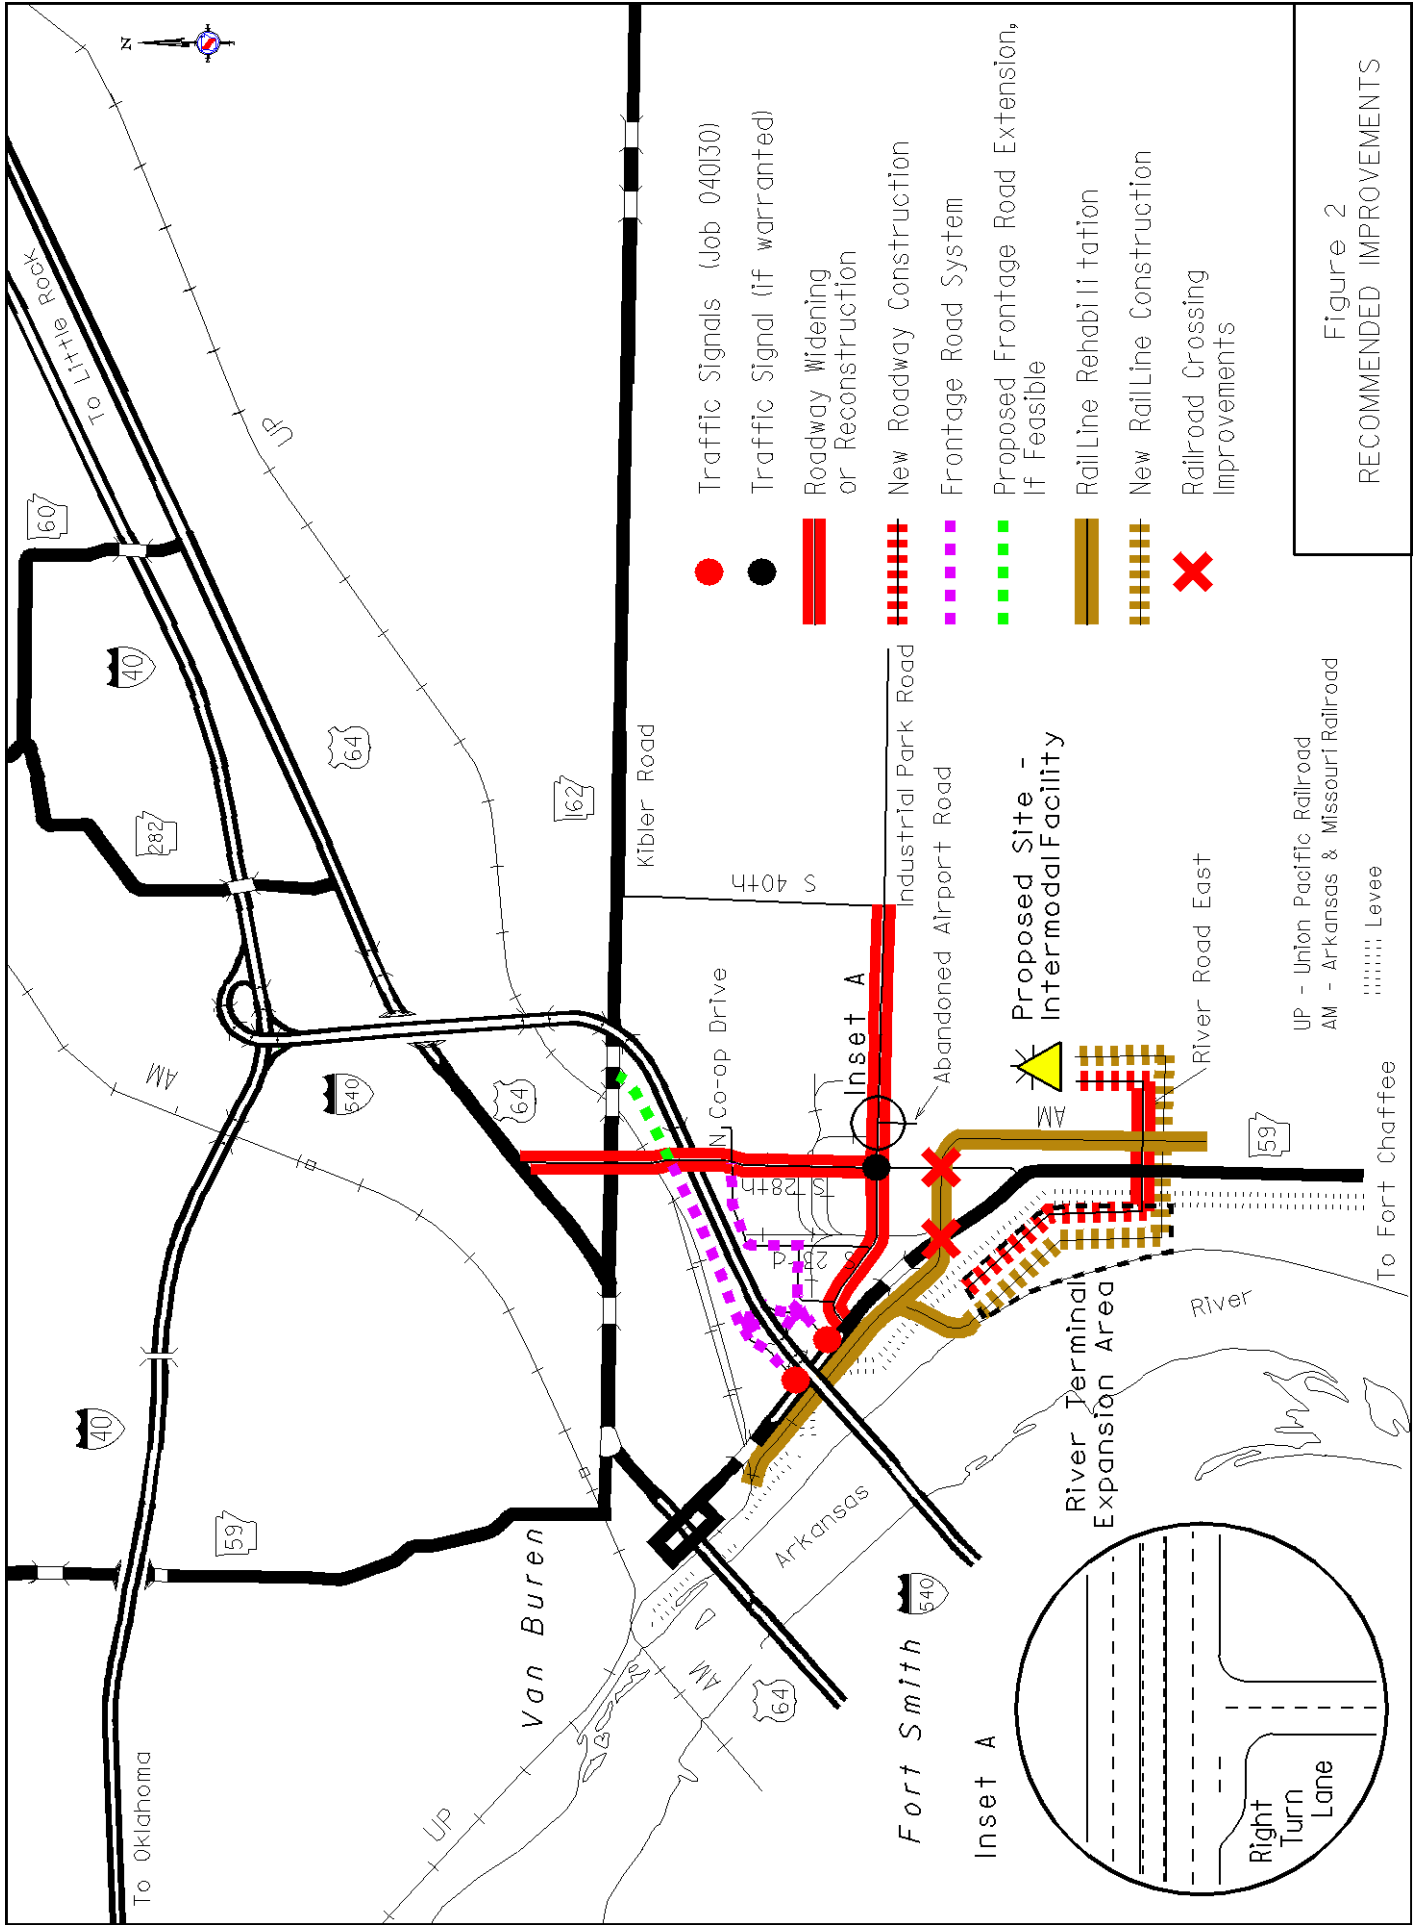 N
To Little Rock
60
UP
40
282
64
162
Kibler Road
S 40th
Industrial Park Road
Abandoned Airport Road
Inset A
N Co-op Drive
S 28th
S 23rd
AM
540
64
AM
59
Proposed Site -
Intermodal Facility
River Road East
River Terminal
Expansion Area
River
Arkansas
To Fort Chaffee
40
59
Van Buren
AM
64
540
Fort Smith
UP
To Oklahoma
Inset A
Right
Turn
Lane
Traffic Signals (Job 040130)
Traffic Signal (if warranted)
Roadway Widening
or Reconstruction
New Roadway Construction
Frontage Road System
Proposed Frontage Road Extension,
If Feasible
Rail Line Rehabilitation
New Rail Line Construction
Railroad Crossing
Improvements
UP - Union Pacific Railroad
AM - Arkansas & Missouri Railroad
Levee
Figure 2
RECOMMENDED IMPROVEMENTS